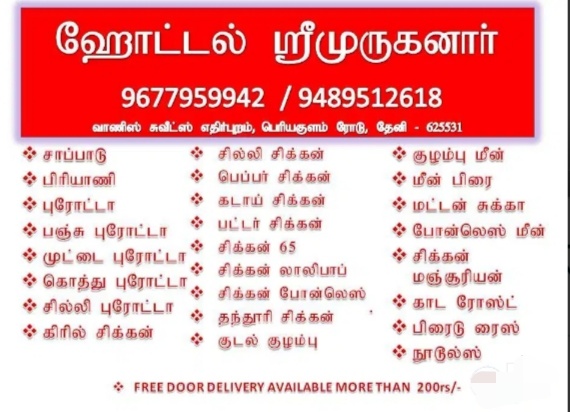 ஹோட்டல் ஸ்ரீமுருகனார்
9677959942 / 9489512618
வாணிஸ் சுவீட்ஸ் எதிர்புறம், பெரியகுளம் ரோடு, தேனி - 625531
சாப்பாடு
பிரியாணி
புரோட்டா
பஞ்சு புரோட்டா
முட்டை புரோட்டா
கொத்து புரோட்டா
சில்லி புரோட்டா
கிரில் சிக்கன்
சில்லி சிக்கன்
பெப்பர் சிக்கன்
கடாய் சிக்கன்
பட்டர் சிக்கன்
சிக்கன் 65
சிக்கன் லாலிபாப்
சிக்கன் போன்லெஸ்
தந்தூரி சிக்கன்
குடல் குழம்பு
குழம்பு மீன்
மீன் பிரை
மட்டன் சுக்கா
போன்லெஸ் மீன்
சிக்கன்
மஞ்சூரியன்
காட ரோஸ்ட்
பிரைடு ரைஸ்
நூடுல்ஸ்
FREE DOOR DELIVERY AVAILABLE MORE THAN 200rs/-